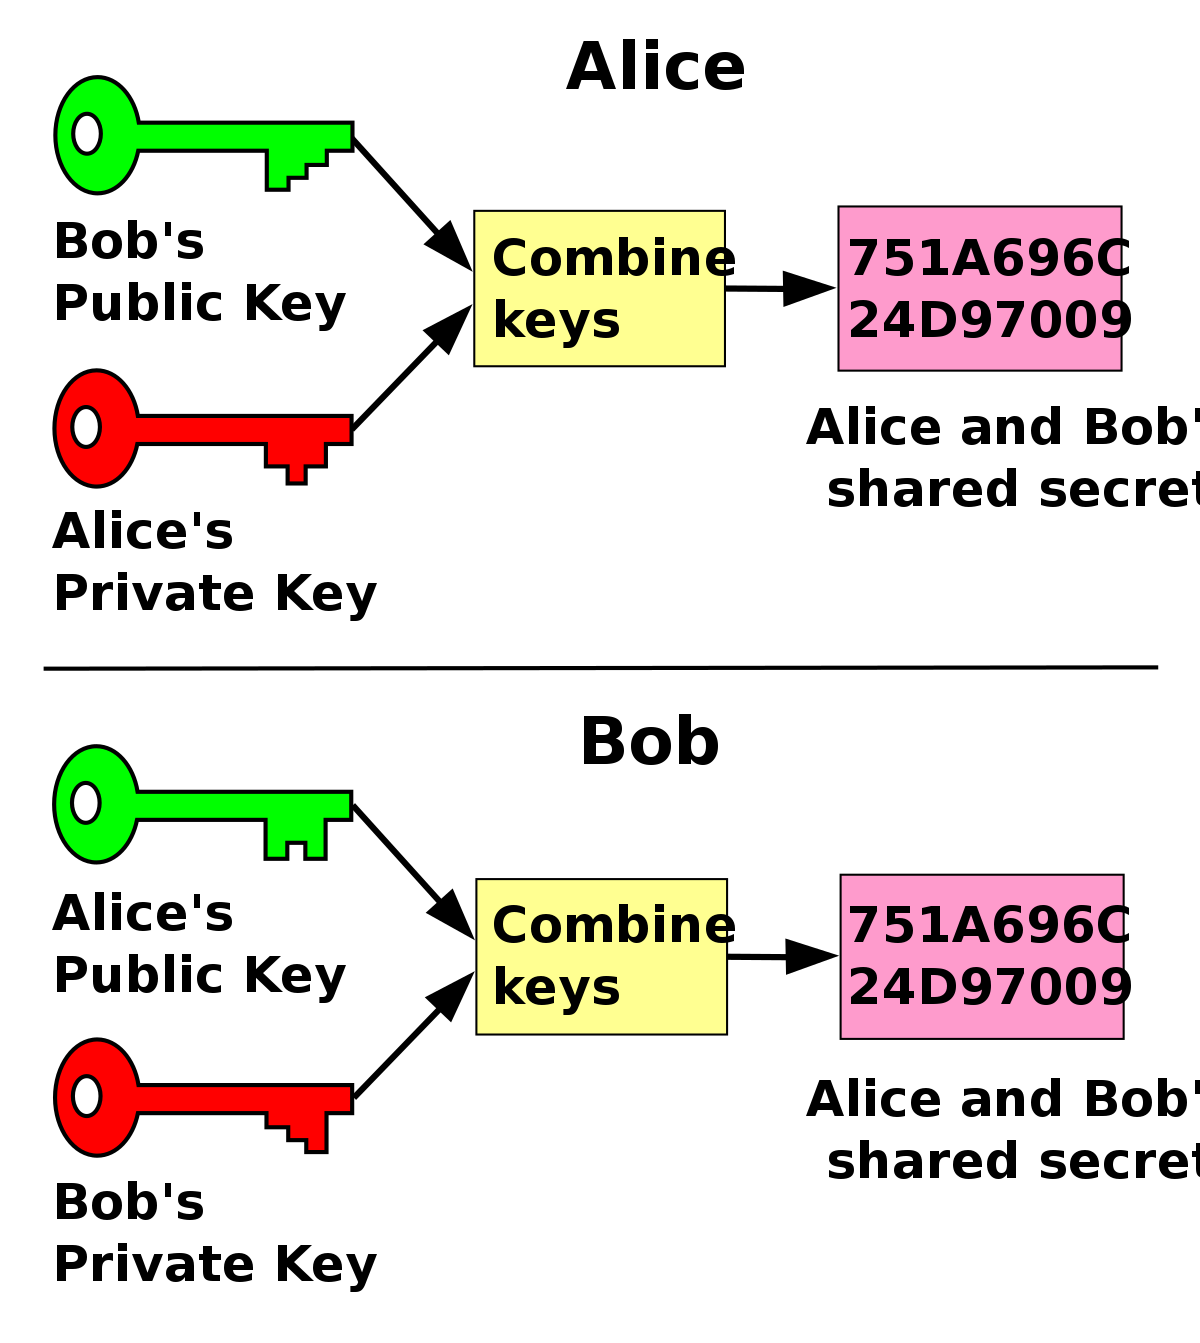 Alice
Bob's
Public Key
Combine
keys
751A696C
24D97009
Alice and Bob'
shared secret
Alice's
Private Key
Bob
Alice's
Public Key
Combine
keys
751A696C
24D97009
Alice and Bob'
shared secret
Bob's
Private Key